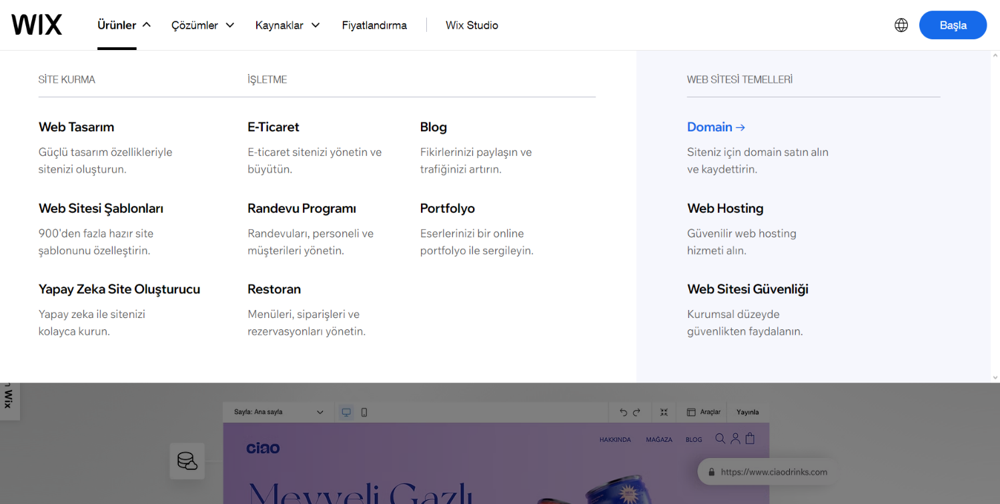 WIX
Ürünler
Çözümler
Kaynaklar
Fiyatlandırma
Wix Studio
Başla
SİTE KURMA
Web Tasarım
Güçlü tasarım özellikleriyle
sitenizi oluşturun.
Web Sitesi Şablonları
900'den fazla hazır site
şablonunu özelleştirin.
Yapay Zeka Site Oluşturucu
Yapay zeka ile sitenizi
kolayca kurun.
İŞLETME
E-Ticaret
E-ticaret sitenizi yönetin ve
büyütün.
Randevu Programı
Randevuları, personeli ve
müşterileri yönetin.
Restoran
Menüleri, siparişleri ve
rezervasyonları yönetin.
Blog
Fikirlerinizi paylaşın ve
trafiğinizi artırın.
Portfolyo
Eserlerinizi bir online
portfolyo ile sergileyin.
WEB SİTESİ TEMELLERİ
Domain →
Siteniz için domain satın alın
ve kaydettirin.
Web Hosting
Güvenilir web hosting
hizmeti alın.
Web Sitesi Güvenliği
Kurumsal düzeyde
güvenlikten faydalanın.
Wix
Sayfa: Ana sayfa
Araçlar
Yayınla
ciao
HAKKINDA
MAĞAZA
BLOG
https://www.ciaodrinks.com
Meyveli Gazlı